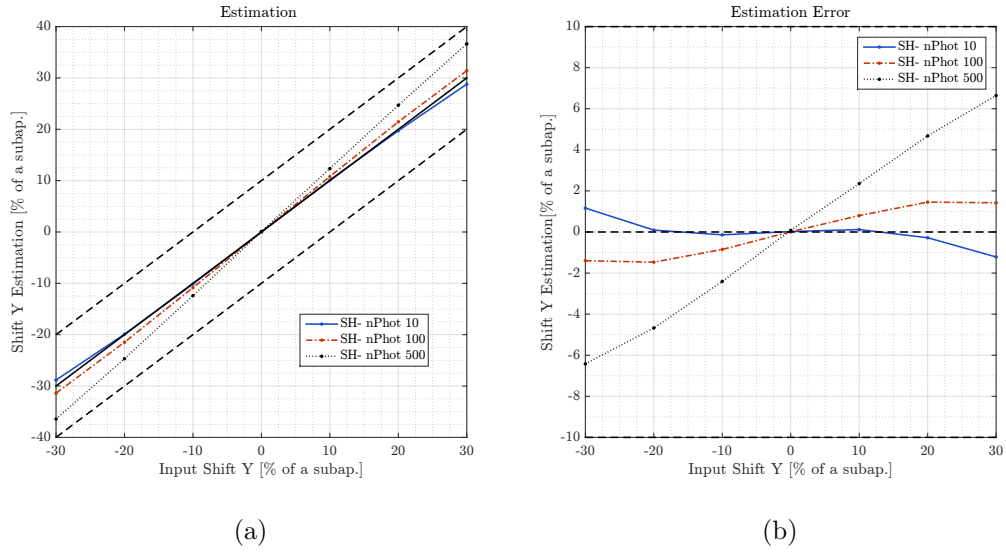 Estimation
40
30
20
10
0
-10
-20
-30
-40
Shift Y Estimation [% of a subap.]
SH- nPhot 10
SH- nPhot 100
SH- nPhot 500
-30 -20 -10 0 10 20 30
Input Shift Y [% of a subap.]
(a)
Estimation Error
10
8
6
4
2
0
-2
-4
-6
-8
-10
Shift Y Estimation[% of a subap.]
SH- nPhot 10
SH- nPhot 100
SH- nPhot 500
-30 -20 -10 0 10 20 30
Input Shift Y [% of a subap.]
(b)